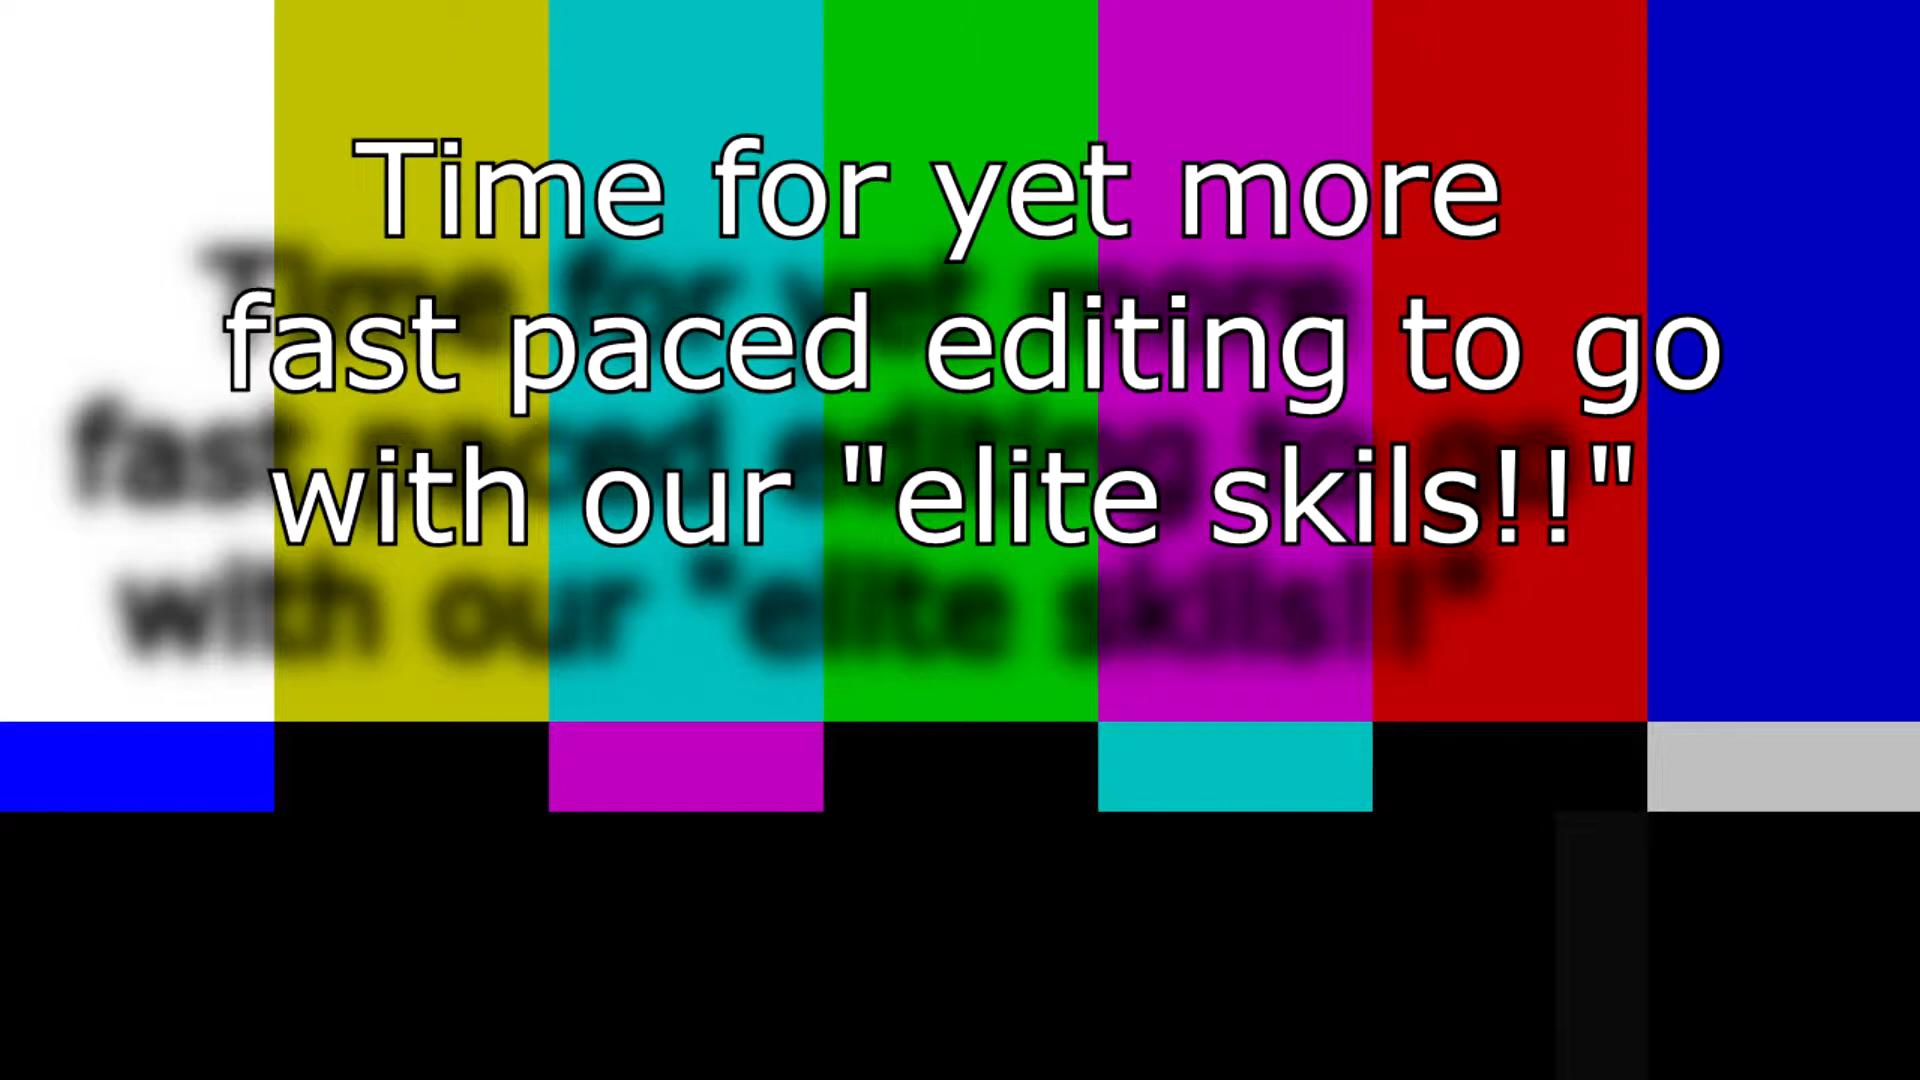 Time for yet more
fast paced editing to go
with our "elite skils!!"